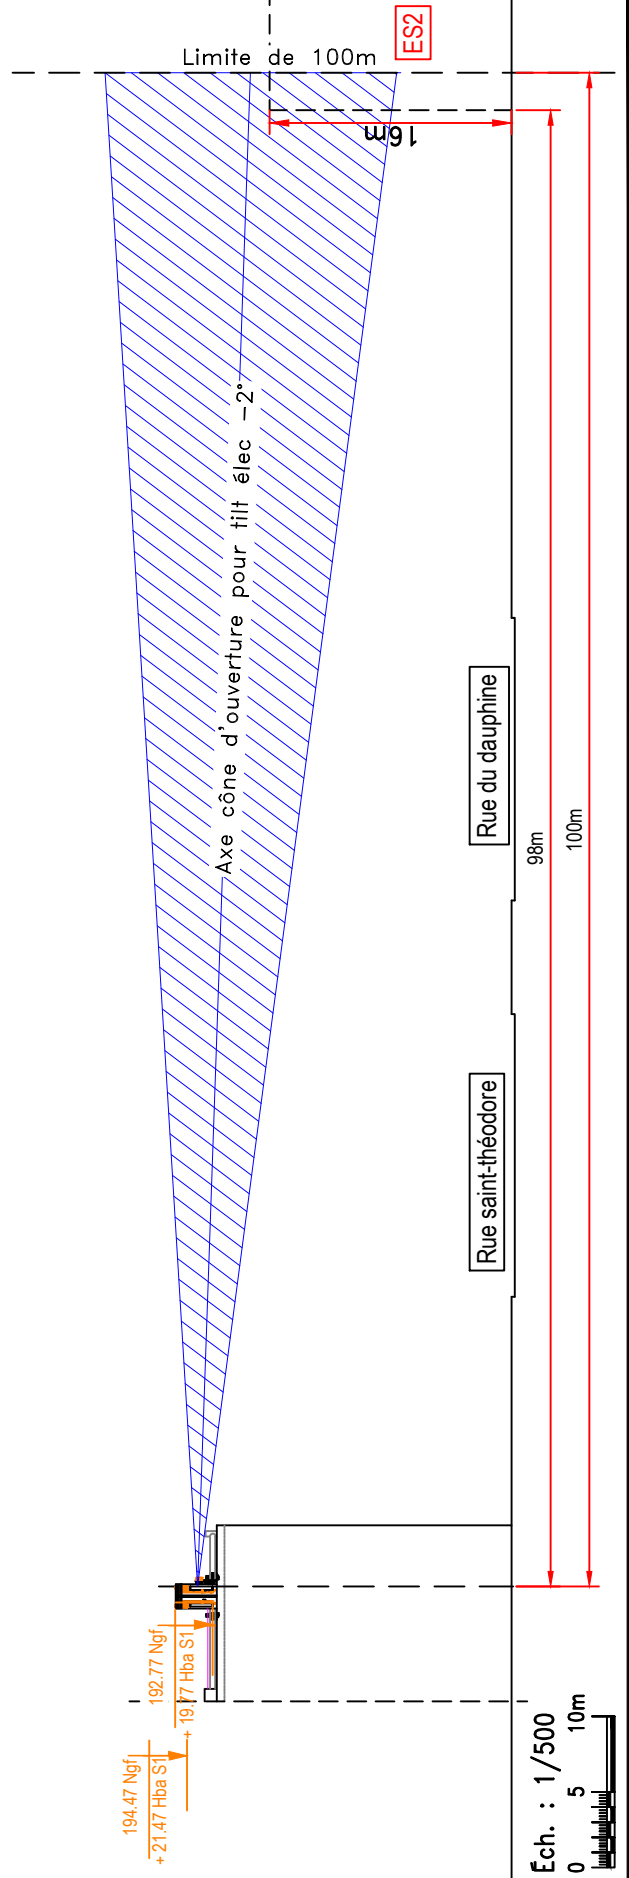 Limite de 100m
ES2
16m
Axe cône d'ouverture pour tilt élec -2°
Rue du dauphine
98m
100m
Rue saint-théodore
192.77 Ngf
+ 19.77 Hba S1
194.47 Ngf
+ 21.47 Hba S1
Éch. : 1/500
0 5 10m